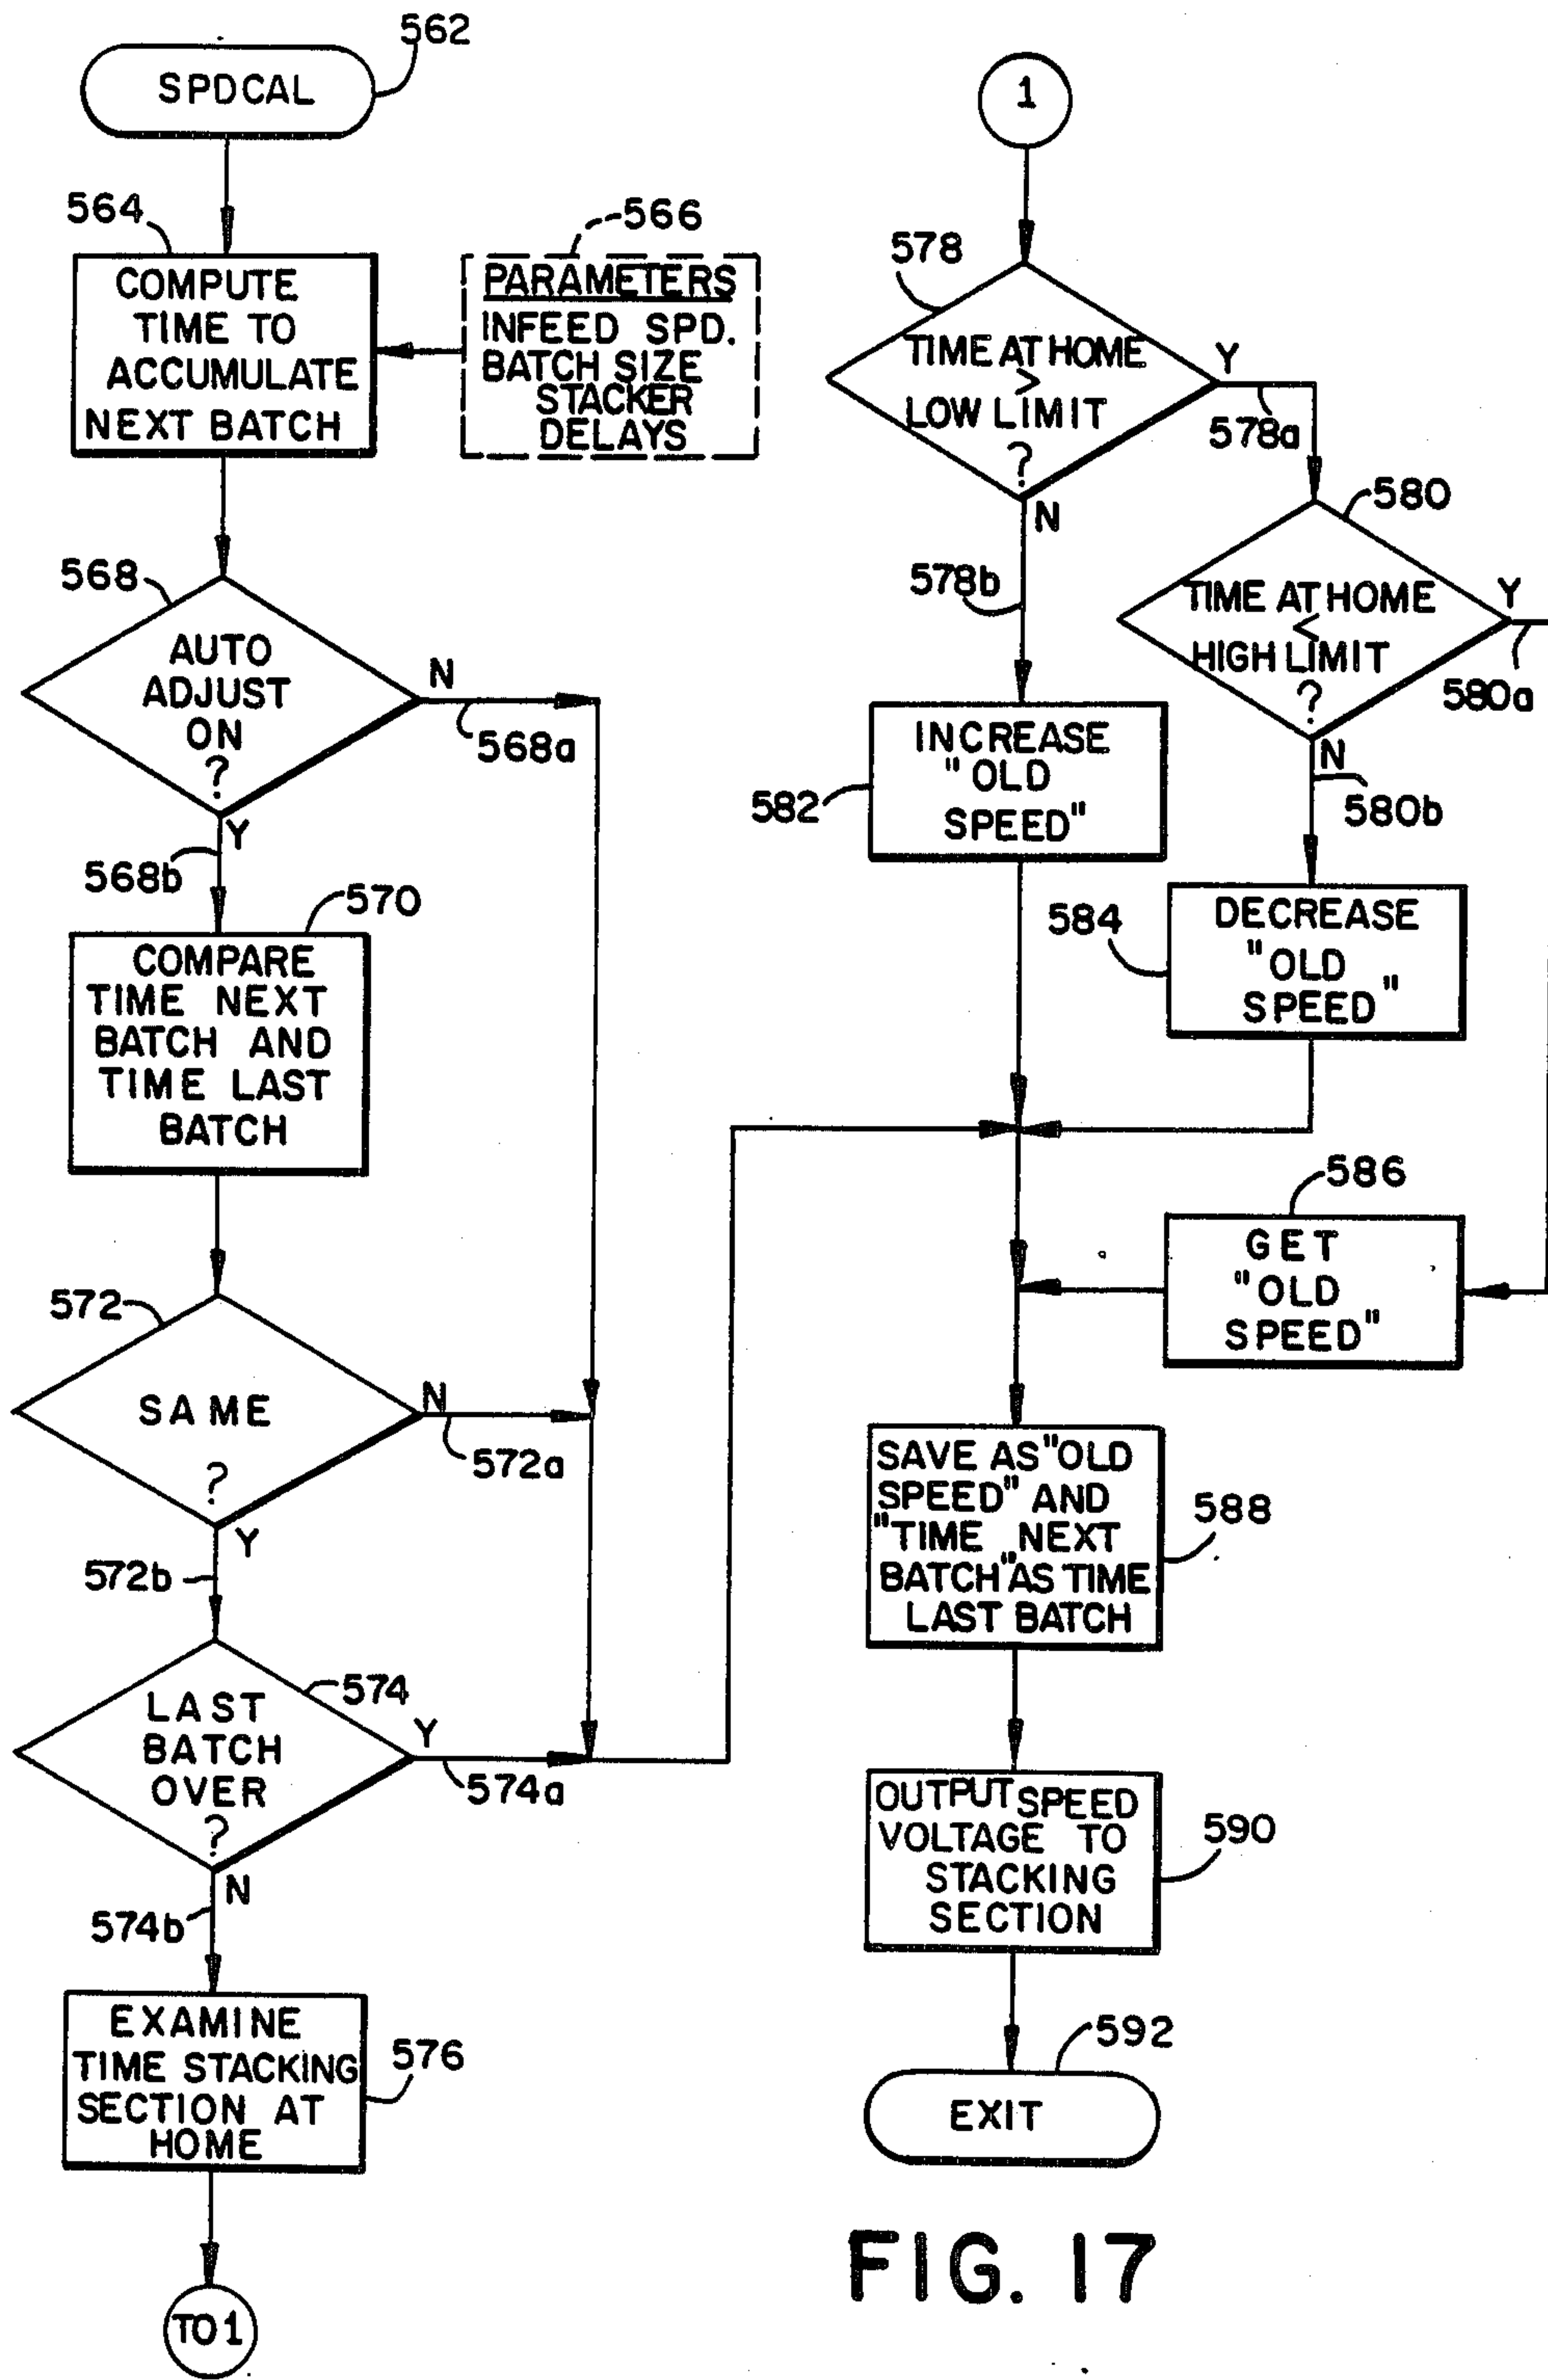 562
SPDCAL
564
COMPUTE
TIME TO
ACCUMULATE
NEXT BATCH
566
PARAMETERS
INFEED SPD.
BATCH SIZE
STACKER
DELAYS
568
AUTO
ADJUST
ON
?
N
568a
Y
568b
570
COMPARE
TIME NEXT
BATCH AND
TIME LAST
BATCH
572
SAME
?
N
572a
Y
572b
574
LAST
BATCH
OVER
?
Y
574a
N
574b
EXAMINE
TIME STACKING
SECTION AT
HOME
576
TO 1
1
578
TIME AT HOME
>
LOW LIMIT
?
Y
578a
N
578b
580
TIME AT HOME
<
HIGH LIMIT
?
Y
580a
N
580b
INCREASE
"OLD
SPEED"
582
DECREASE
"OLD
SPEED"
584
586
GET
"OLD
SPEED"
SAVE AS "OLD
SPEED" AND
"TIME NEXT
BATCH" AS TIME
LAST BATCH
588
OUTPUT SPEED
VOLTAGE TO
STACKING
SECTION
590
592
EXIT
FIG. 17